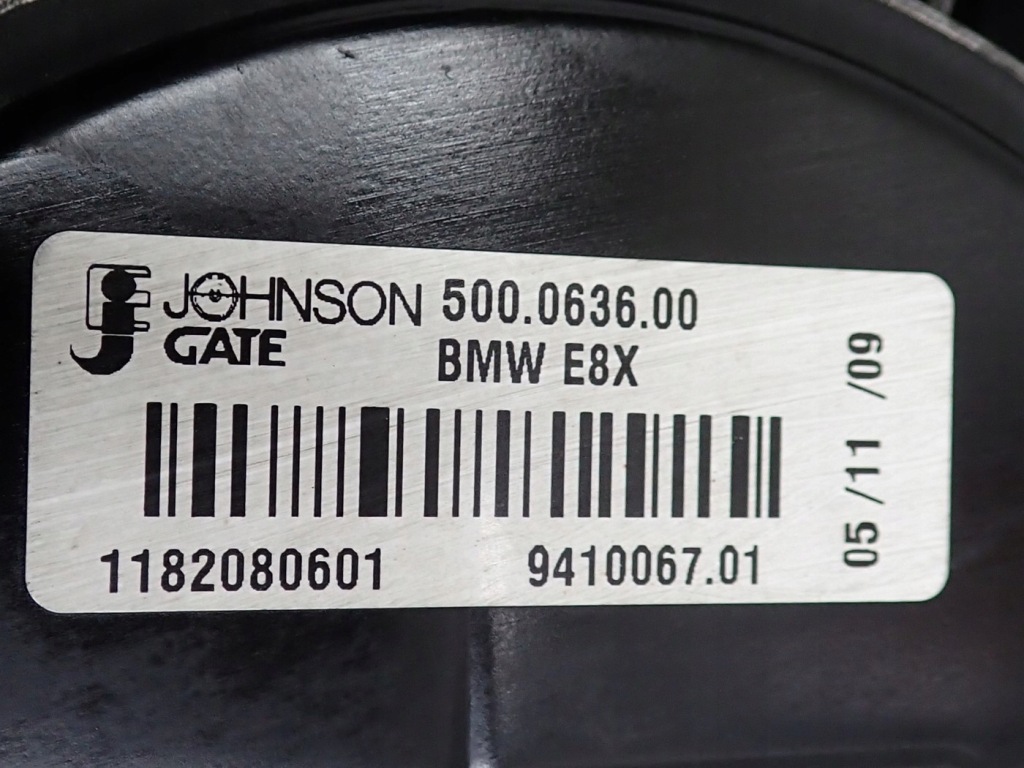 JOHNSON 500.0636.00
GATE
BMW E8X
1182080601 9410067.01
05 /11 /09